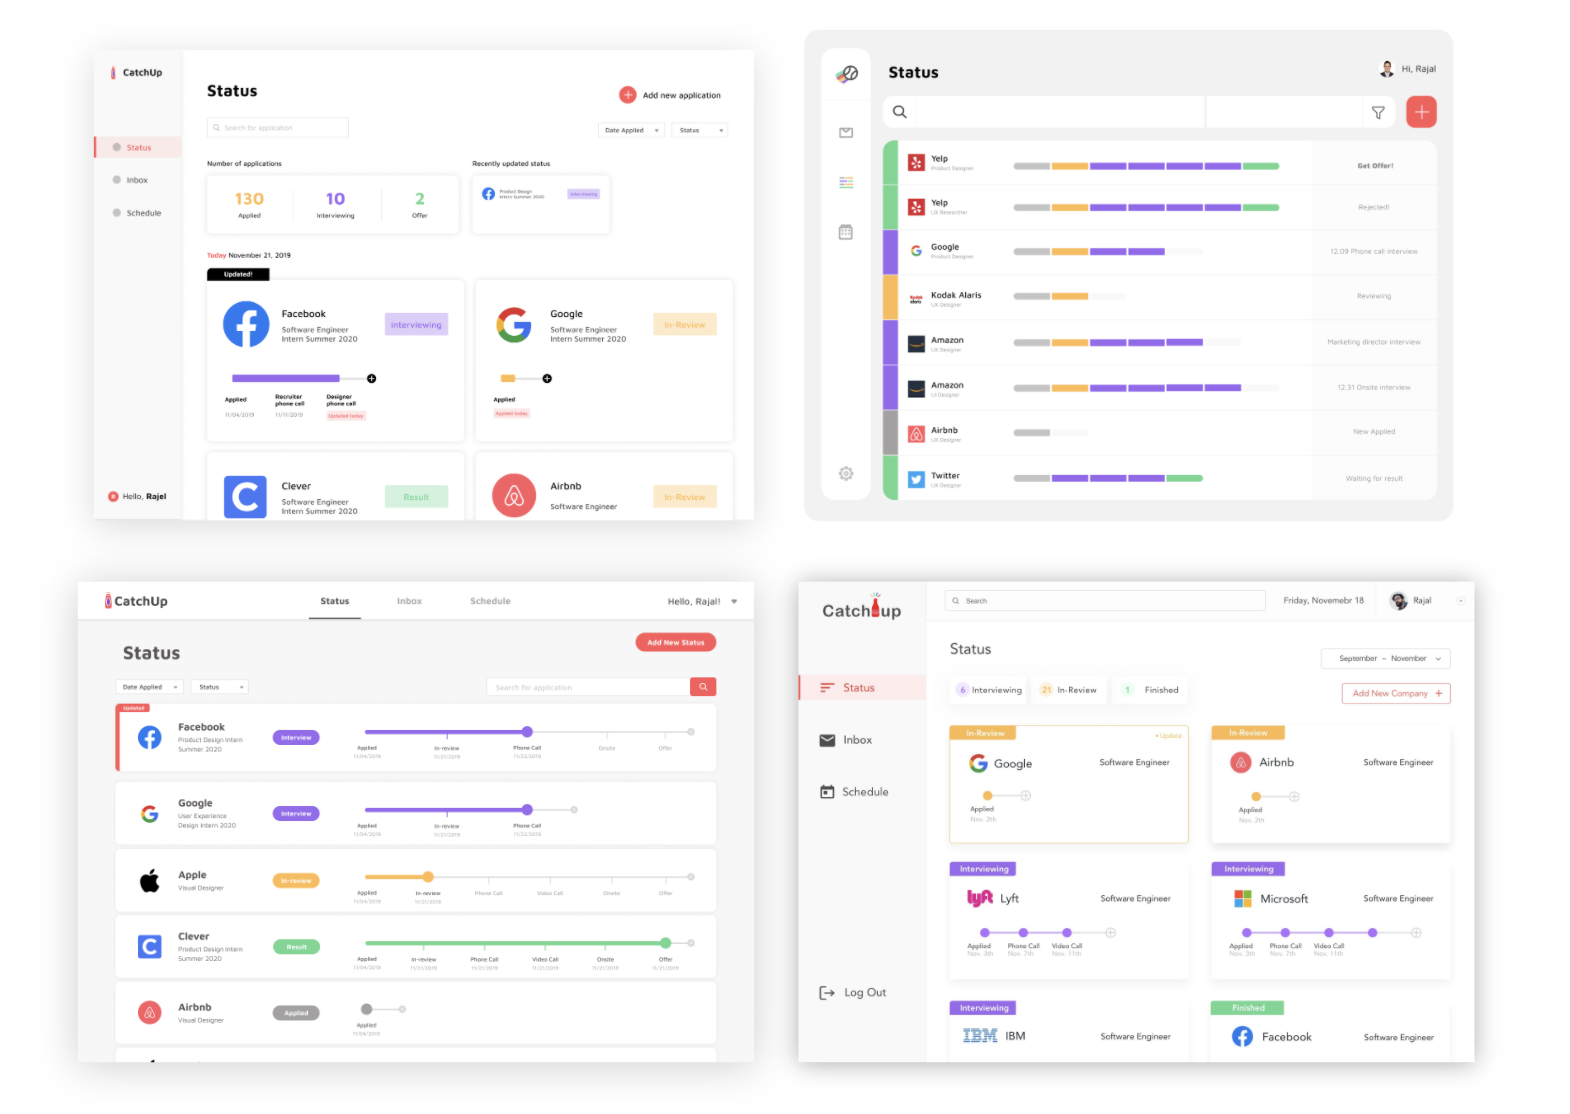 CatchUp
Status
Add new application
Search for application
Date Applied
Status
Status
Inbox
Schedule
Number of applications
Recently updated status
130
10
2
Applied
Interviewing
Offer
Product Design
Intern Summer 2020
Interviewing
Today November 21, 2019
Updated!
Facebook
Software Engineer
Intern Summer 2020
Interviewing
Applied
Recruiter
phone call
Designer
phone call
11/04/2019
11/11/2019
Updated today
Google
Software Engineer
Intern Summer 2020
In-Review
Applied
Applied today
Clever
Software Engineer
Intern Summer 2020
Result
Airbnb
Software Engineer
In-Review
R
Hello, Rajel
Status
Hi, Rajal
Yelp
Product Designer
Get Offer!
Yelp
UX Researcher
Rejected!
Google
Product Designer
12.09 Phone call interview
Kodak
alaris
Kodak Alaris
UX Designer
Reviewing
Amazon
UX Designer
Marketing director interview
Amazon
UI Designer
12.31 Onsite interview
Airbnb
UX Designer
New Applied
Twitter
UX Designer
Waiting for result
CatchUp
Status
Inbox
Schedule
Hello, Rajal!
Status
Add New Status
Date Applied
Status
Search for application
Updated
Facebook
Product Design Intern
Summer 2020
Interview
Applied
In-review
Phone Call
Onsite
Offer
11/04/2019
11/21/2019
11/22/2019
Google
User Experience
Design Intern 2020
Interview
Applied
In-review
Phone Call
11/04/2019
11/21/2019
11/22/2019
Apple
Visual Designer
In-review
Applied
In-review
Phone Call
Video Call
Onsite
Offer
11/04/2019
11/21/2019
Clever
Product Design Intern
Summer 2020
Result
Applied
In-review
Phone Call
Video Call
Onsite
Offer
11/04/2019
11/21/2019
11/21/2019
11/21/2019
11/21/2019
11/21/2019
Airbnb
Visual Designer
Applied
Applied
11/04/2019
Catchup
Search
Friday, Novemebr 18
Rajal
Status
Inbox
Schedule
Log Out
Status
September – November
6 Interviewing
21 In-Review
1 Finished
Add New Company +
In-Review
Update
Google
Software Engineer
Applied
Nov. 2th
In-Review
Airbnb
Software Engineer
Applied
Nov. 2th
Interviewing
lyft
Lyft
Software Engineer
Applied
Phone Call
Video Call
Nov. 3th
Nov. 7th
Nov. 11th
Interviewing
Microsoft
Software Engineer
Applied
Phone Call
Video Call
Nov. 3th
Nov. 7th
Nov. 11th
Interviewing
IBM
IBM
Software Engineer
Finished
Facebook
Software Engineer